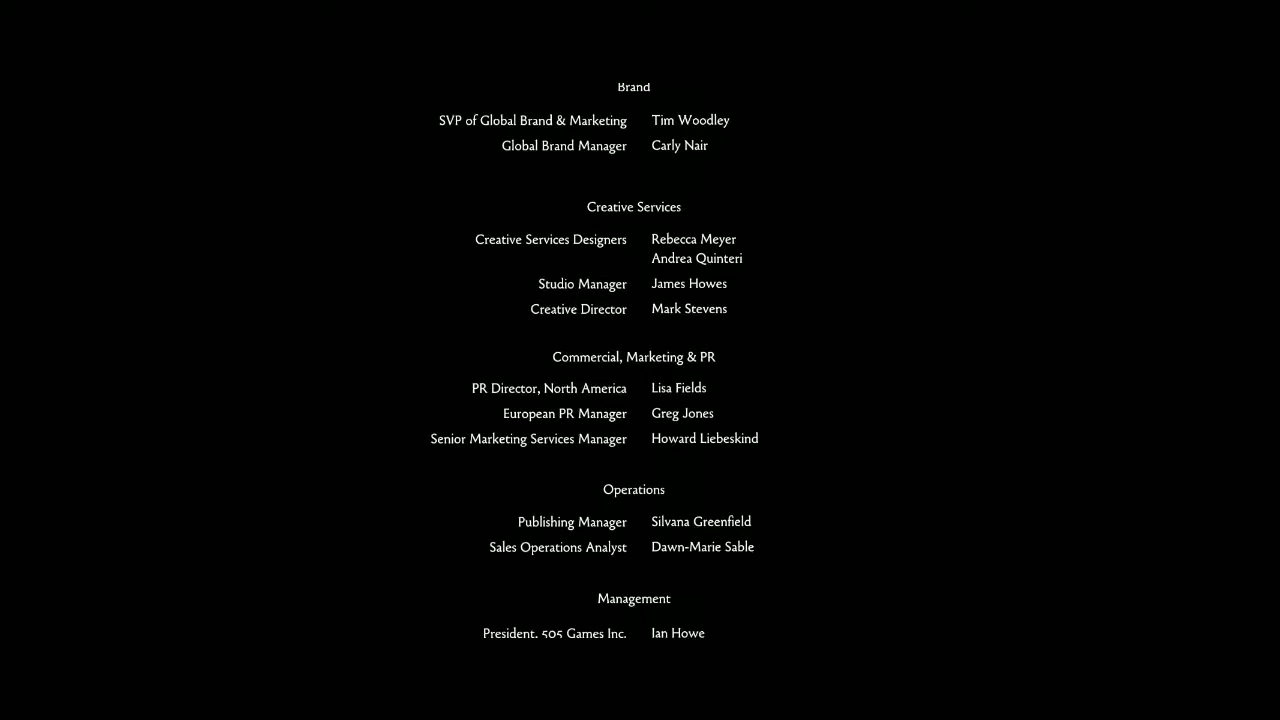 Brand
SVP of Global Brand & Marketing Tim Woodley
Global Brand Manager Carly Nair
Creative Services
Creative Services Designers Rebecca Meyer
Andrea Quinteri
Studio Manager James Howes
Creative Director Mark Stevens
Commercial, Marketing & PR
PR Director, North America Lisa Fields
European PR Manager Greg Jones
Senior Marketing Services Manager Howard Liebeskind
Operations
Publishing Manager Silvana Greenfield
Sales Operations Analyst Dawn-Marie Sable
Management
President. 505 Games Inc. Ian Howe